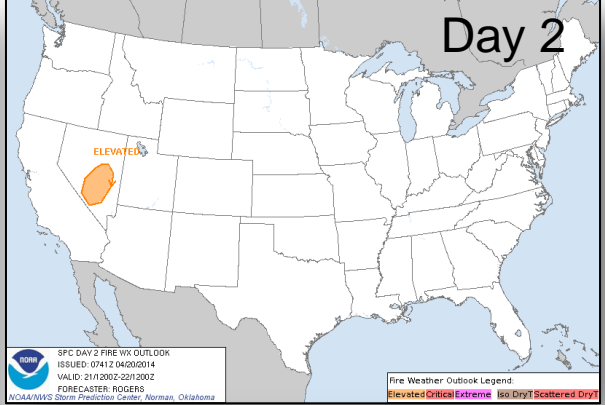 Day 2
ELEVATED
NOAA
SPC DAY 2 FIRE WX OUTLOOK
ISSUED: 0741Z 04/20/2014
VALID: 21/1200Z-22/1200Z
FORECASTER: ROGERS
NOAA/NWS Storm Prediction Center, Norman, Oklahoma
Fire Weather Outlook Legend:
Elevated Critical Extreme Iso DryT Scattered DryT